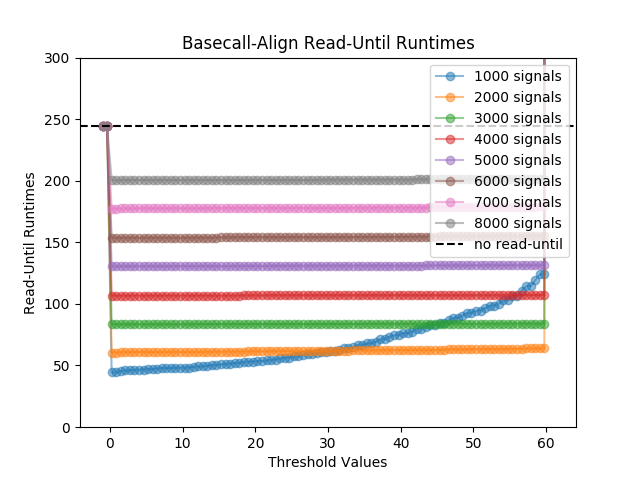 Basecall-Align Read-Until Runtimes
300
250
200
150
100
50
0
Read-Until Runtimes
1000 signals
2000 signals
3000 signals
4000 signals
5000 signals
6000 signals
7000 signals
8000 signals
no read-until
0 10 20 30 40 50 60
Threshold Values